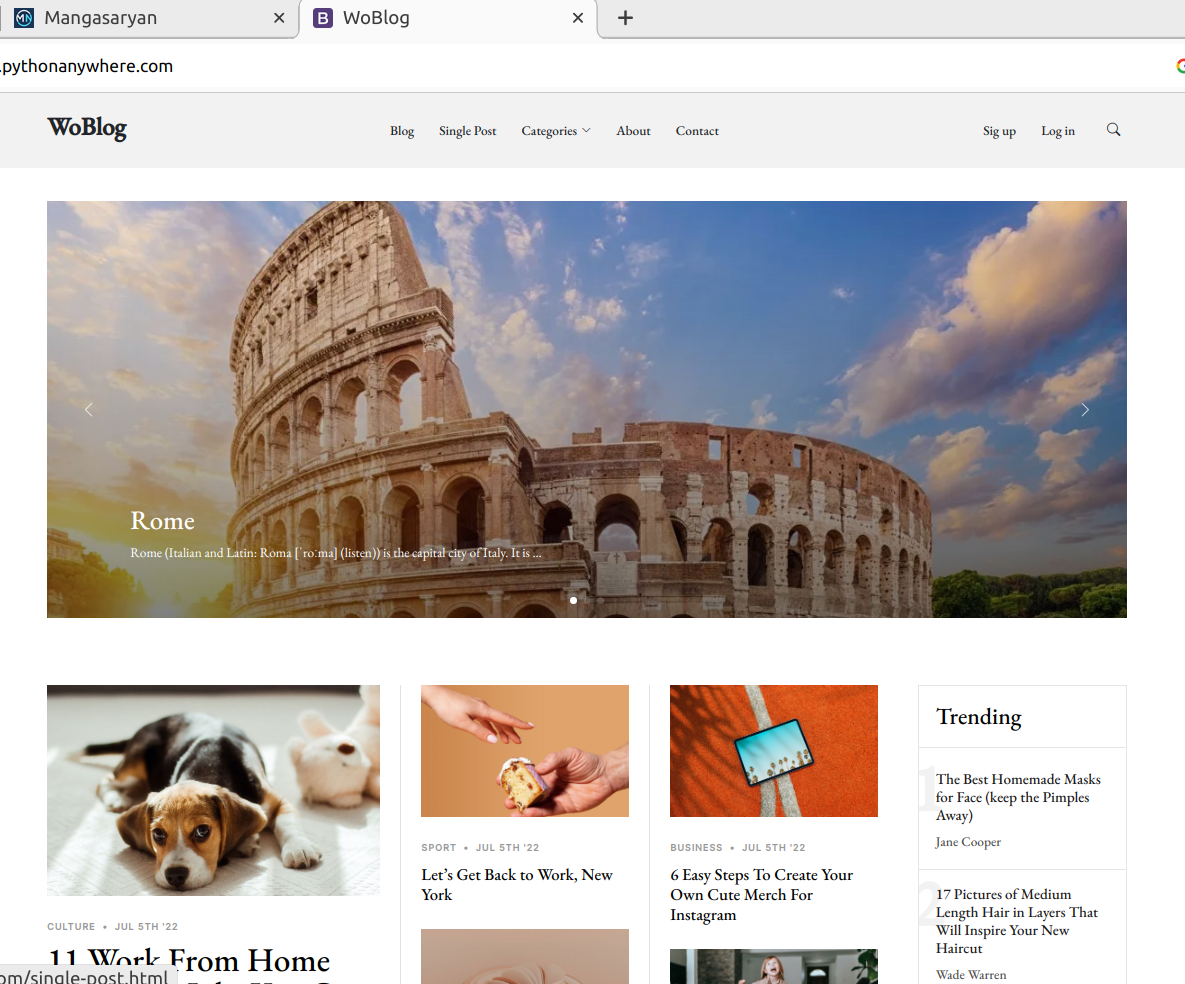 Mangasaryan
WoBlog
.pythonanywhere.com
WoBlog
Blog Single Post Categories About Contact
Sig up Log in
Rome
Rome (Italian and Latin: Roma [ˈroːma] (listen)) is the capital city of Italy. It is ...
CULTURE • JUL 5TH '22
11 Work From Home
SPORT • JUL 5TH '22
Let’s Get Back to Work, New
York
BUSINESS • JUL 5TH '22
6 Easy Steps To Create Your
Own Cute Merch For
Instagram
Trending
1
The Best Homemade Masks
for Face (keep the Pimples
Away)
Jane Cooper
2
17 Pictures of Medium
Length Hair in Layers That
Will Inspire Your New
Haircut
Wade Warren
om/single-post.html